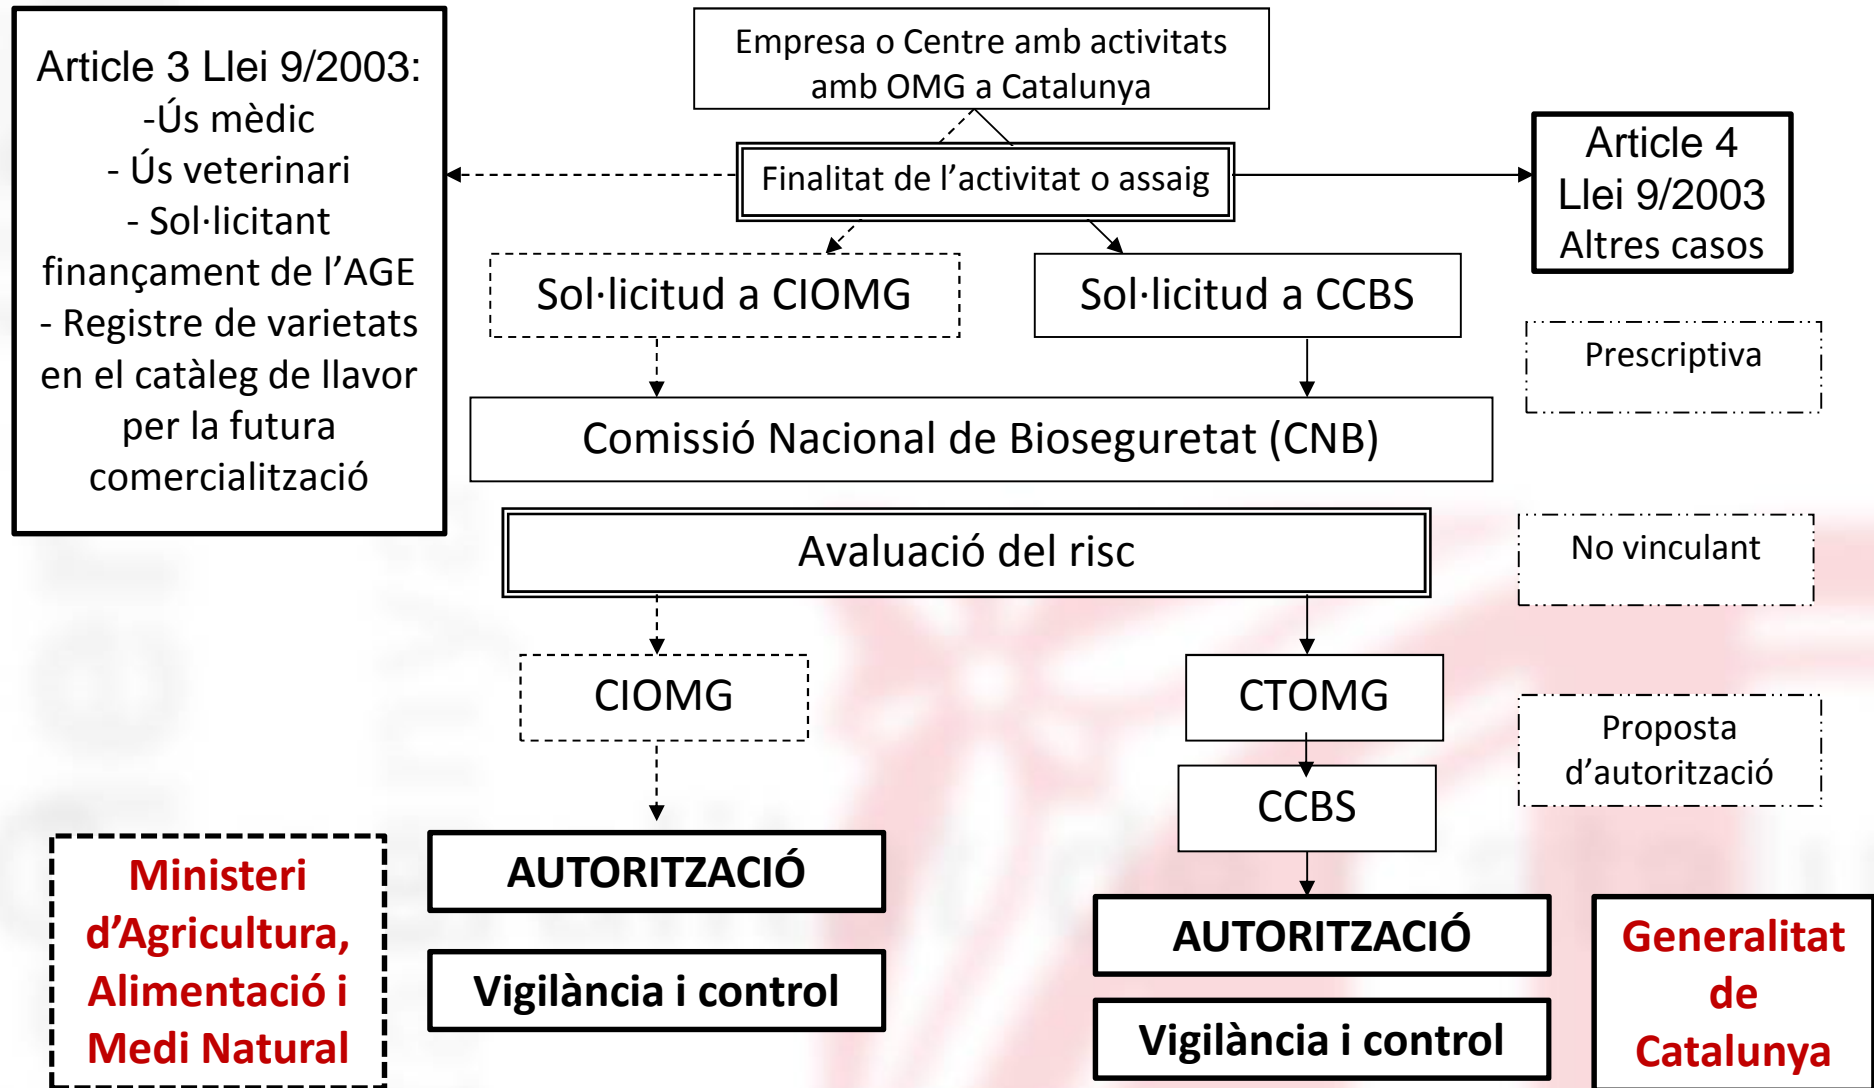 Article 3 Llei 9/2003:
-Ús mèdic
- Ús veterinari
- Sol·licitant
finançament de l’AGE
- Registre de varietats
en el catàleg de llavor
per la futura
comercialització
Empresa o Centre amb activitats
amb OMG a Catalunya
Finalitat de l’activitat o assaig
Article 4
Llei 9/2003
Altres casos
Sol·licitud a CIOMG
Sol·licitud a CCBS
Prescriptiva
Comissió Nacional de Bioseguretat (CNB)
Avaluació del risc
No vinculant
CIOMG
CTOMG
Proposta
d’autorització
CCBS
Ministeri
d’Agricultura,
Alimentació i
Medi Natural
AUTORITZACIÓ
Vigilància i control
AUTORITZACIÓ
Vigilància i control
Generalitat
de
Catalunya